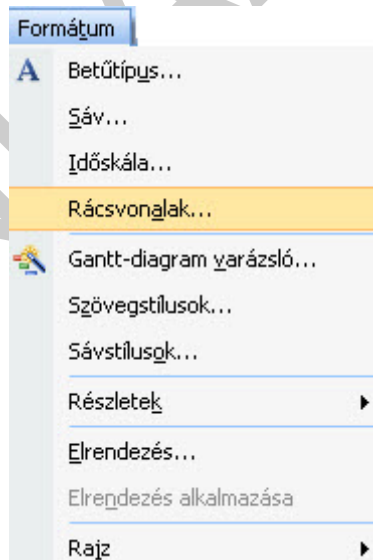 Formátum
Betűtípus...
Sáv...
Időskála...
Rácsvonalak...
Gantt-diagram varázsló...
Szövegstílusok...
Sávstílusok...
Részletek
Elrendezés...
Elrendezés alkalmazása
Rajz